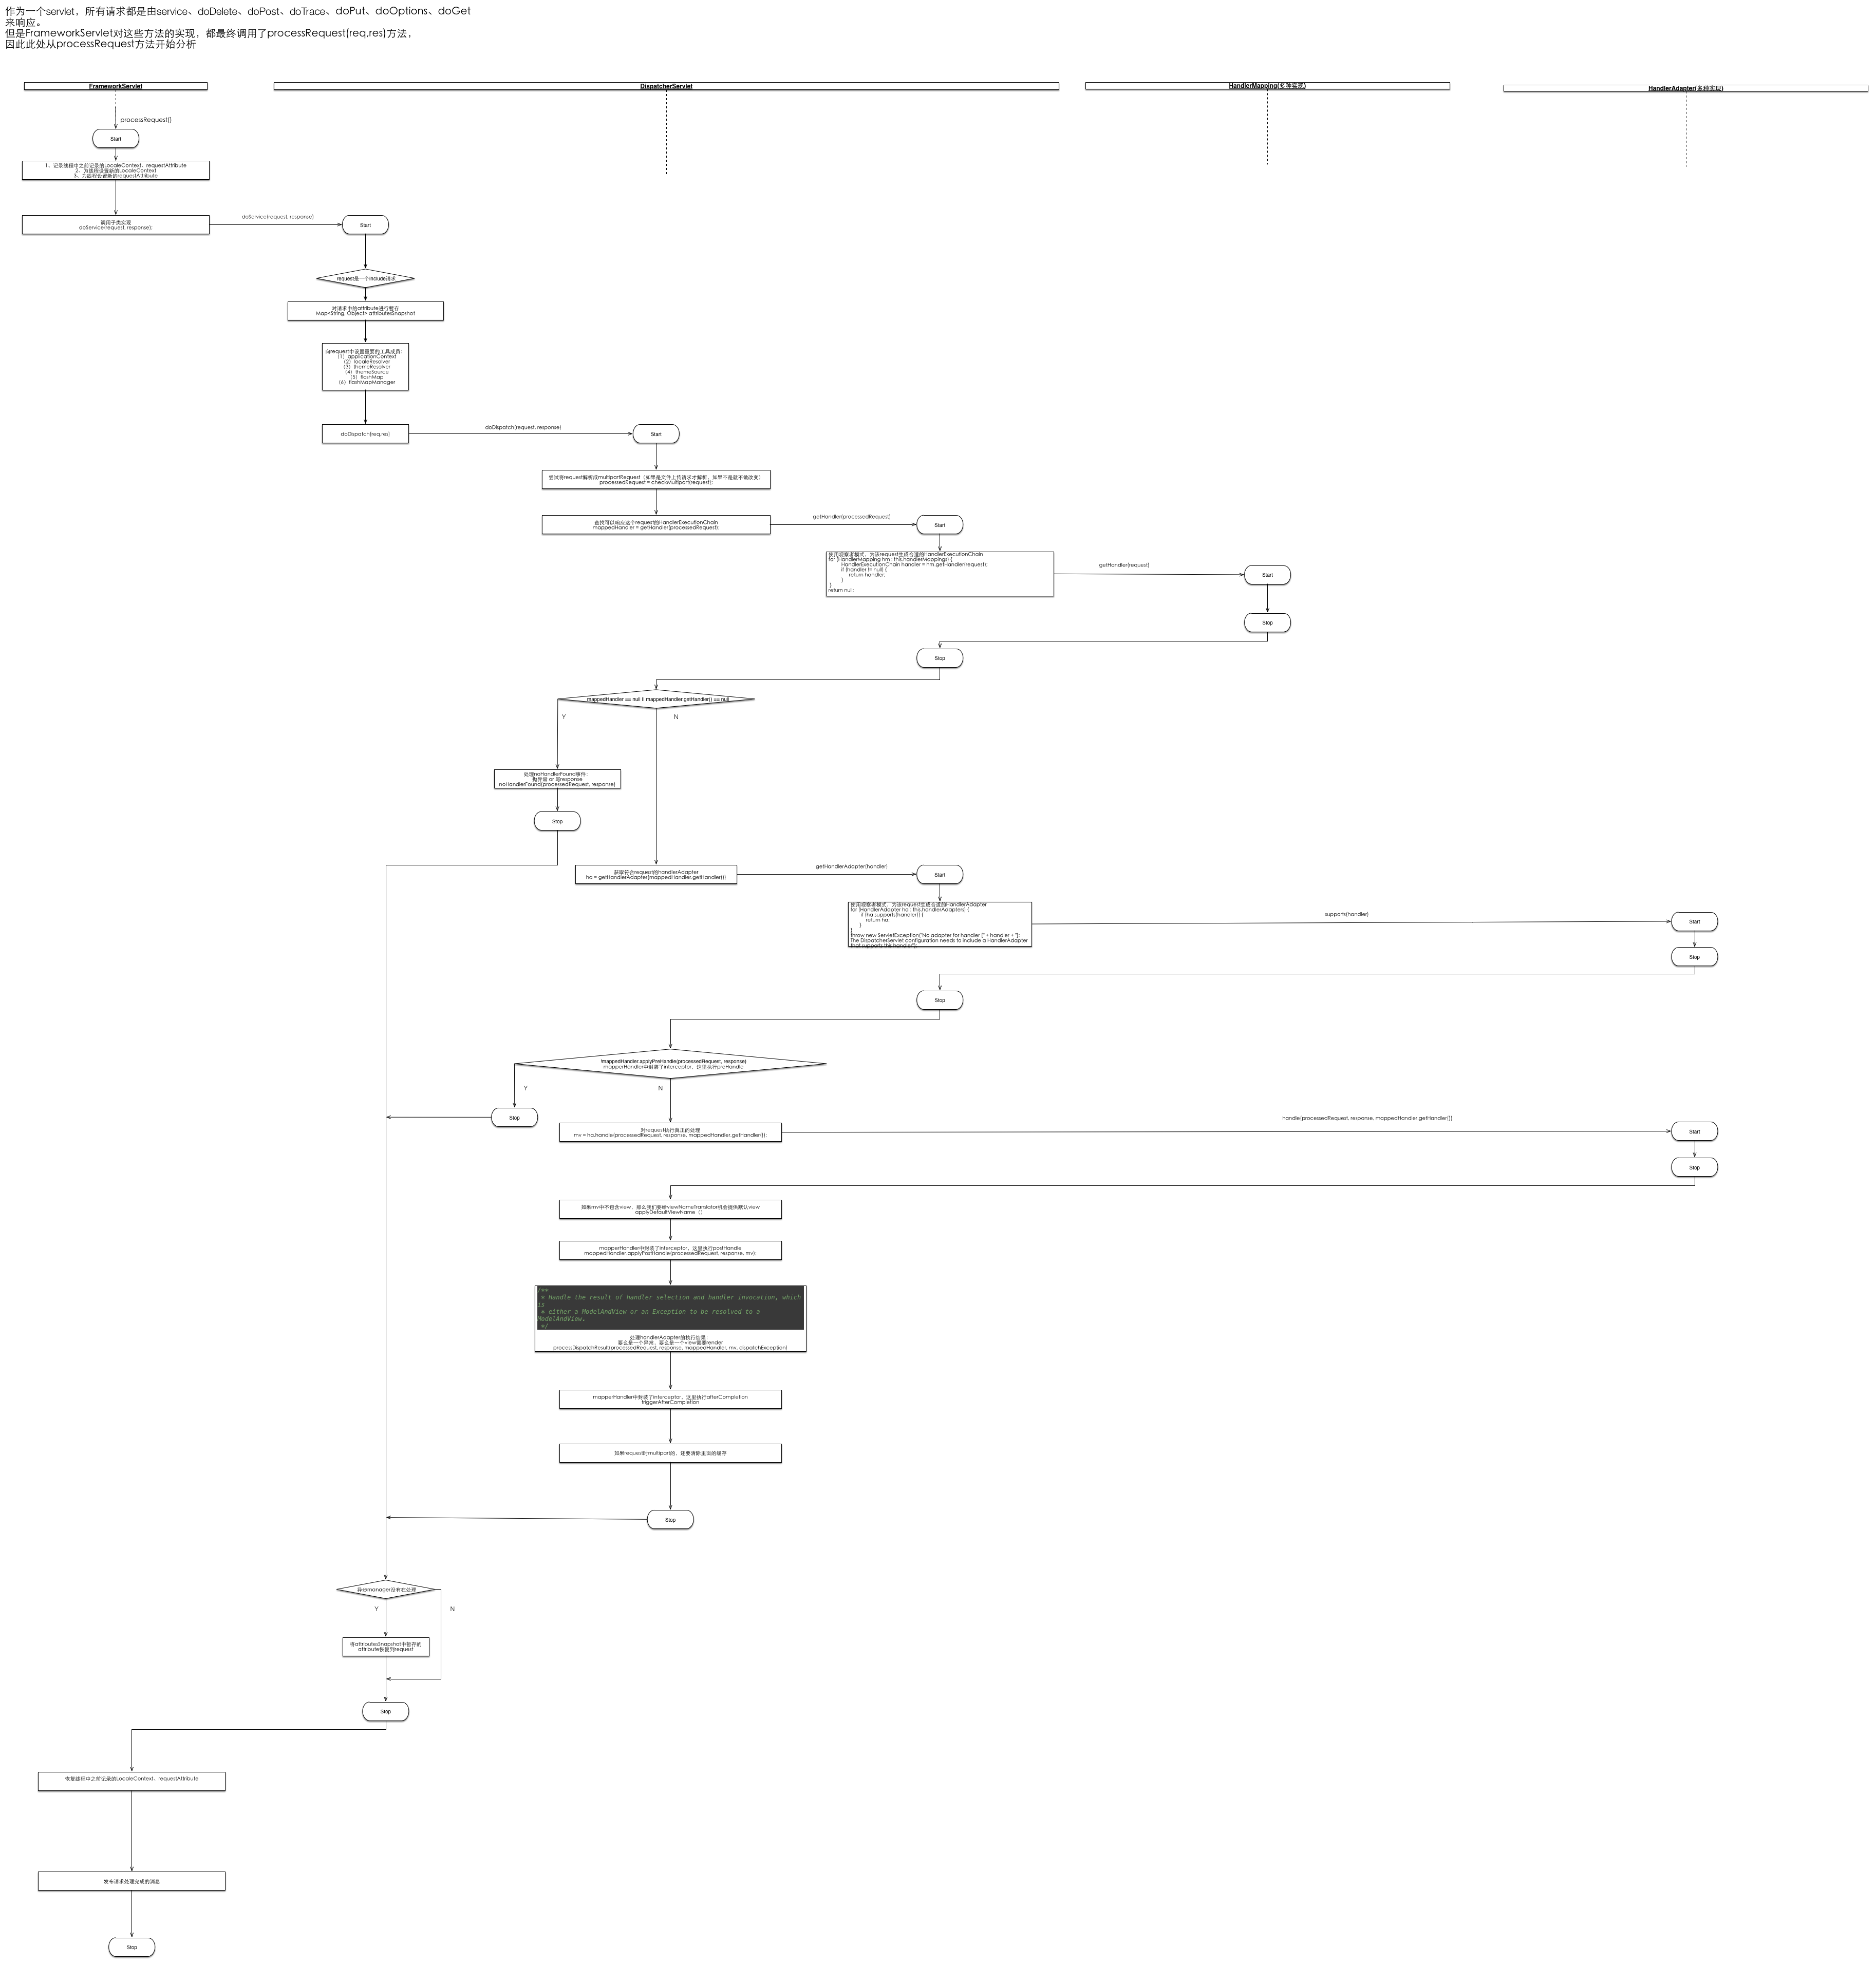 作为一个servlet，所有请求都是由service、doDelete、doPost、doTrace、doPut、doOptions、doGet
来响应。
但是FrameworkServlet对这些方法的实现，都最终调用了processRequest(req,res)方法，
因此此处从processRequest方法开始分析
FrameworkServlet
DispatcherServlet
HandlerMapping(多种实现)
HandlerAdapter(多种实现)
processRequest()
Start
1、记录线程中之前记录的LocaleContext、requestAttribute
2、为线程设置新的LocaleContext
3、为线程设置新的requestAttribute
调用子类实现
doService(request, response);
doService(request, response)
Start
request是一个include请求
对请求中的attribute进行暂存
Map<String, Object> attributesSnapshot
向request中设置重要的工具成员：
（1）applicationContext
（2）localeResolver
（3）themeResolver
（4）themeSource
（5）flashMap
（6）flashMapManager
doDispatch(req,res)
doDispatch(request, response)
Start
尝试将request解析成multipartRequest（如果是文件上传请求才解析，如果不是就不做改变）
processedRequest = checkMultipart(request);
查找可以响应这个request的HandlerExecutionChain
mappedHandler = getHandler(processedRequest);
getHandler(processedRequest)
Start
使用观察者模式，为该request生成合适的HandlerExecutionChain
for (HandlerMapping hm : this.handlerMappings) {
HandlerExecutionChain handler = hm.getHandler(request);
if (handler != null) {
return handler;
}
}
return null;
getHandler(request)
Start
Stop
Stop
mappedHandler == null || mappedHandler.getHandler() == null
Y
N
处理noHandlerFound事件：
抛异常 or 写response
noHandlerFound(processedRequest, response)
Stop
获取符合request的handlerAdapter
ha = getHandlerAdapter(mappedHandler.getHandler())
getHandlerAdapter(handler)
Start
使用观察者模式，为该request生成合适的HandlerAdapter
for (HandlerAdapter ha : this.handlerAdapters) {
if (ha.supports(handler)) {
return ha;
}
}
throw new ServletException("No adapter for handler [" + handler + "]:
The DispatcherServlet configuration needs to include a HandlerAdapter
that supports this handler");
supports(handler)
Start
Stop
Stop
!mappedHandler.applyPreHandle(processedRequest, response)
mapperHandler中封装了interceptor，这里执行preHandle
Y
N
Stop
对request执行真正的处理
mv = ha.handle(processedRequest, response, mappedHandler.getHandler());
handle(processedRequest, response, mappedHandler.getHandler())
Start
Stop
如果mv中不包含view，那么我们要给viewNameTranslator机会提供默认view
applyDefaultViewName（）
mapperHandler中封装了interceptor，这里执行postHandle
mappedHandler.applyPostHandle(processedRequest, response, mv);
/**
* Handle the result of handler selection and handler invocation, which
is
* either a ModelAndView or an Exception to be resolved to a
ModelAndView.
*/
处理handlerAdapter的执行结果：
要么是一个异常，要么是一个view需要render
processDispatchResult(processedRequest, response, mappedHandler, mv, dispatchException)
mapperHandler中封装了interceptor，这里执行afterCompletion
triggerAfterCompletion
如果request时multipart的，还要清除里面的缓存
Stop
异步manager没有在处理
Y
N
将attributesSnapshot中暂存的
attribute恢复到request
Stop
恢复线程中之前记录的LocaleContext、requestAttribute
发布请求处理完成的消息
Stop